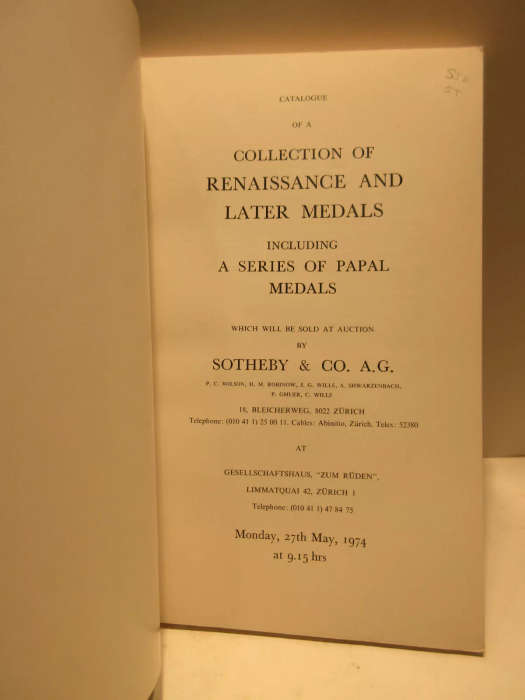 CATALOGUE
OF A
COLLECTION OF
RENAISSANCE AND
LATER MEDALS
INCLUDING
A SERIES OF PAPAL
MEDALS
WHICH WILL BE SOLD AT AUCTION
BY
SOTHEBY & CO. A.G.
P. C. WILSON, H. M. ROBINOW, J. G. WILLS, A. SHWARZENBACH,
P. C. WILLS
18, BLEICHERWEG, 8022 ZÜRICH
Telephone: (010 41 1) 25 00 11. Cables: Abinitio, Zürich, Telex: 52380
AT
GESELLSCHAFTSHAUS, "ZUM RÜDEN",
LIMMATQUAI 42, ZÜRICH 1
Telephone: (010 41 1) 47 84 75
Monday, 27th May, 1974
at 9.15 hrs